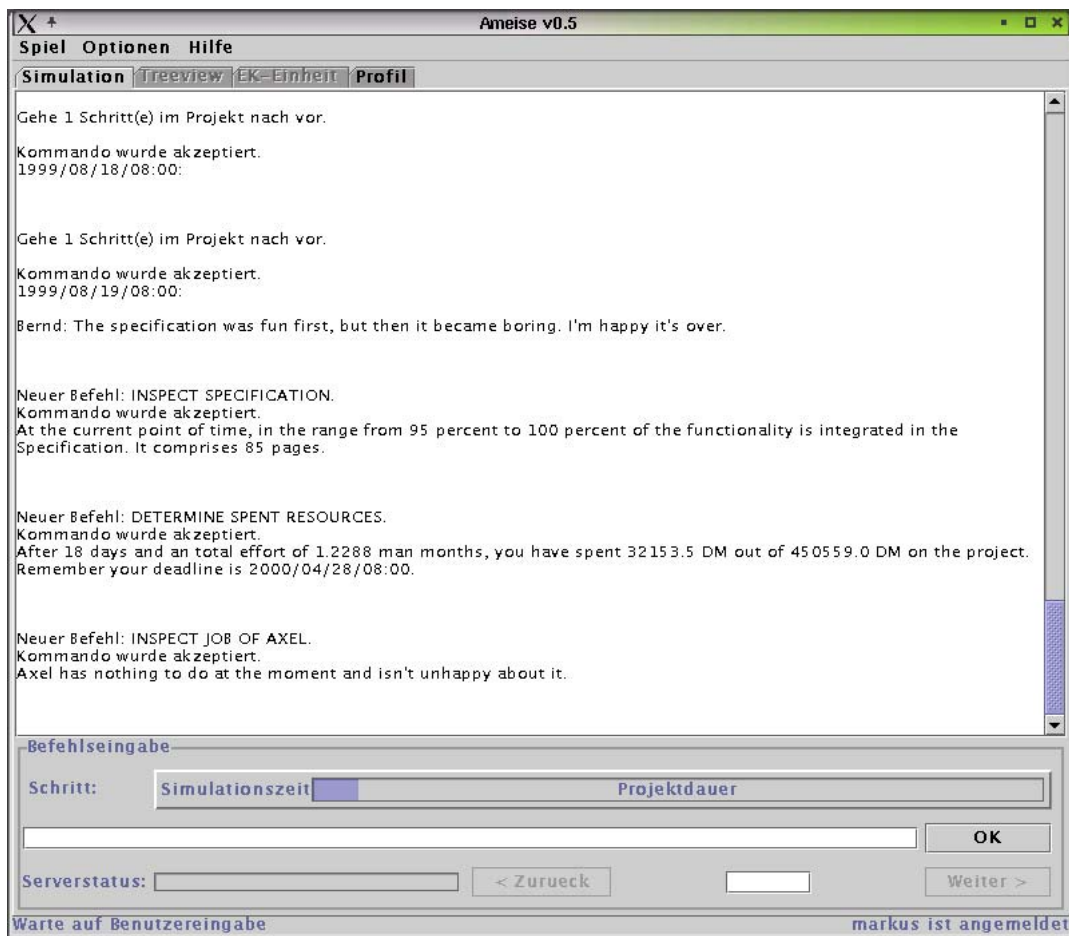 Ameise v0.5
Spiel Optionen Hilfe
Simulation Treeview EK-Einheit Profil
Gehe 1 Schritt(e) im Projekt nach vor.
Kommando wurde akzeptiert.
1999/08/18/08:00:
Gehe 1 Schritt(e) im Projekt nach vor.
Kommando wurde akzeptiert.
1999/08/19/08:00:
Bernd: The specification was fun first, but then it became boring. I'm happy it's over.
Neuer Befehl: INSPECT SPECIFICATION.
Kommando wurde akzeptiert.
At the current point of time, in the range from 95 percent to 100 percent of the functionality is integrated in the
Specification. It comprises 85 pages.
Neuer Befehl: DETERMINE SPENT RESOURCES.
Kommando wurde akzeptiert.
After 18 days and an total effort of 1.2288 man months, you have spent 32153.5 DM out of 450559.0 DM on the project.
Remember your deadline is 2000/04/28/08:00.
Neuer Befehl: INSPECT JOB OF AXEL.
Kommando wurde akzeptiert.
Axel has nothing to do at the moment and isn't unhappy about it.
Befehlseingabe
Schritt: Simulationszeit Projektdauer
OK
Serverstatus: < Zurueck Weiter >
Warte auf Benutzereingabe markus ist angemeldet